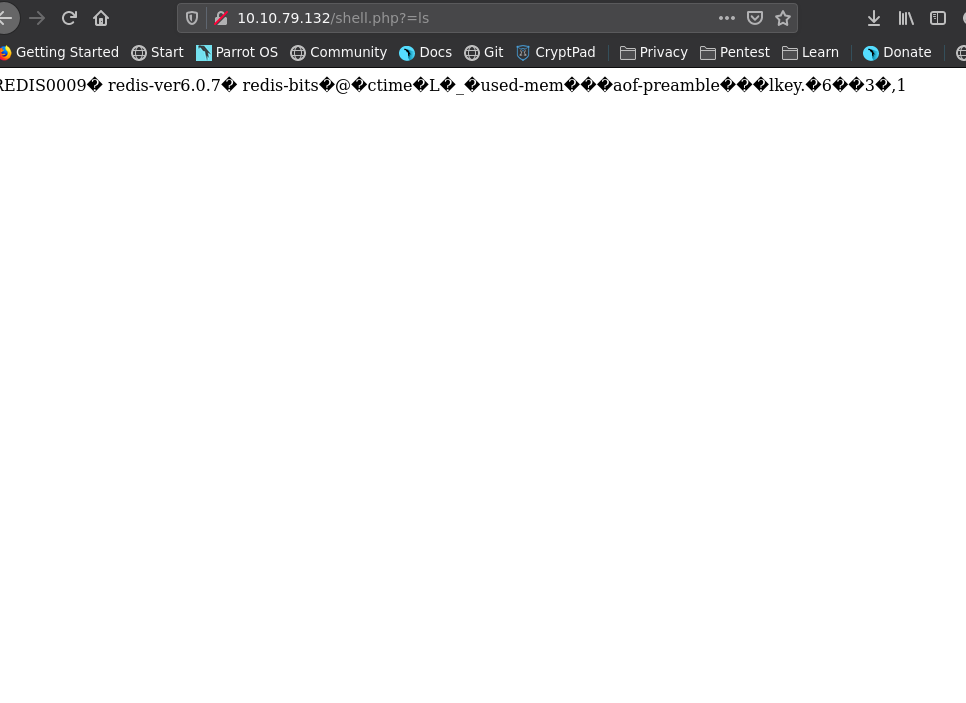 10.10.79.132/shell.php?=ls
Getting Started Start Parrot OS Community Docs Git CryptPad Privacy Pentest Learn Donate
REDIS0009� redis-ver6.0.7� redis-bits�@�ctime�L�_�used-mem���aof-preamble���lkey.�6��3�,1